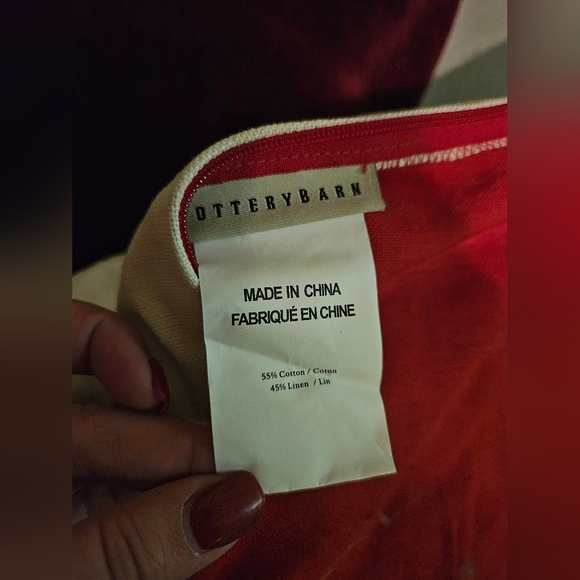 OTTERYBARN
MADE IN CHINA
FABRIQUÉ EN CHINE
55% Cotton / Coton
45% Linen / Lin